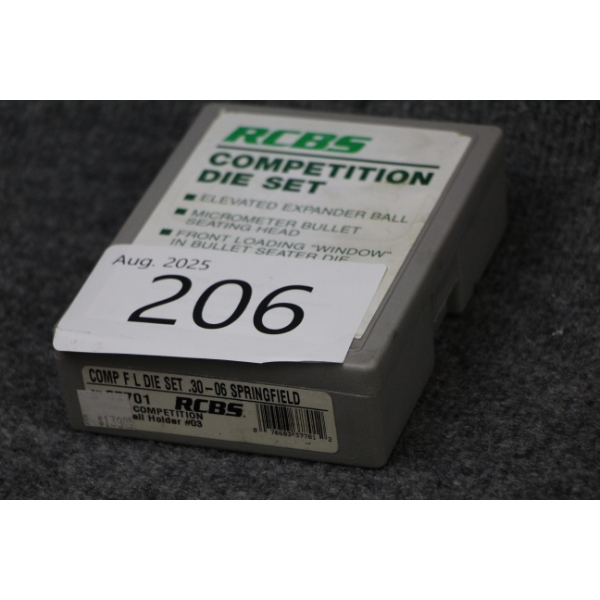 RCBS
COMPETITION
DIE SET
■ ELEVATED EXPANDER BALL
■ MICROMETER BULLET
SEATING HEAD
■ FRONT LOADING "WINDOW"
IN BULLET SEATER DIE
Aug. 2025
206
COMP F L DIE SET .30-06 SPRINGFIELD
RCBS
COMPETITION
Holder #03